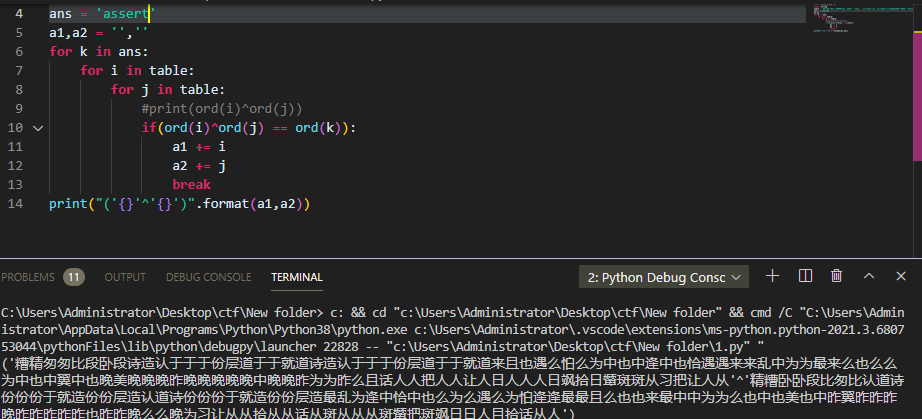 4 ans = 'assert'
5 a1,a2 = '',''
6 for k in ans:
7 for i in table:
8 for j in table:
9 #print(ord(i)^ord(j))
10 if(ord(i)^ord(j) == ord(k)):
11 a1 += i
12 a2 += j
13 break
14 print("('{}'^'{}')".format(a1,a2))
PROBLEMS 11 OUTPUT DEBUG CONSOLE TERMINAL 2: Python Debug Consc
C:\Users\Administrator\Desktop\ctf\New folder> c: && cd "c:\Users\Administrator\Desktop\ctf\New folder" && cmd /C "C:\Users\Adm
inistrator\AppData\Local\Programs\Python\Python38\python.exe c:\Users\Administrator\.vscode\extensions\ms-python.python-2021.3.6807
53044\pythonFiles\lib\python\debugpy\launcher 22828 -- "c:\Users\Administrator\Desktop\ctf\New folder\1.py" "
('糟精匆匆比段卧段诗造认于于于份层道于于就道诗造认于于于份层道于于就道来且也遇么怕么为中也中逢中也恰遇遇来来乱中为为最来么也么么
为中也中翼中也晚美晚晚晚昨晚晚晚晚晚中晚晚昨为为昨么且话人人把人人让人日人人人日飒拾日颦斑斑从习把让人从'^'精糟卧卧段比匆比认道诗
份份份于就造份份层造认道诗份份份于就造份份层造最乱为逢中恰中也么为么遇么为怕逢逢最最且么也也来最中中为为么也中也美也中昨翼昨昨昨
晚昨昨昨昨昨也昨昨晚么么晚为习让从从拾从从话从斑从从从斑颦把斑飒日日人目拾话从人')